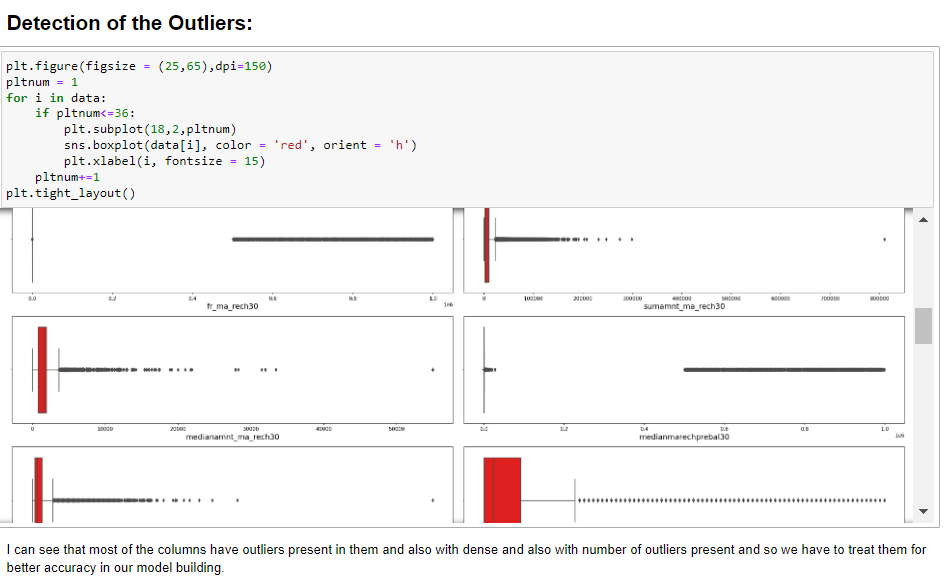 Detection of the Outliers:
plt.figure(figsize = (25,65),dpi=150)
pltnum = 1
for i in data:
    if pltnum<=36:
        plt.subplot(18,2,pltnum)
        sns.boxplot(data[i], color = 'red', orient = 'h')
        plt.xlabel(i, fontsize = 15)
    pltnum+=1
plt.tight_layout()
0.0 0.2 0.4 0.6 0.8 1.0
1e6
fr_ma_rech30
0 100000 200000 300000 400000 500000 600000 700000 800000
sumamnt_ma_rech30
0 10000 20000 30000 40000 50000
medianamnt_ma_rech30
0.0 0.2 0.4 0.6 0.8 1.0
1e6
medianmarechprebal30
I can see that most of the columns have outliers present in them and also with dense and also with number of outliers present and so we have to treat them for
better accuracy in our model building.